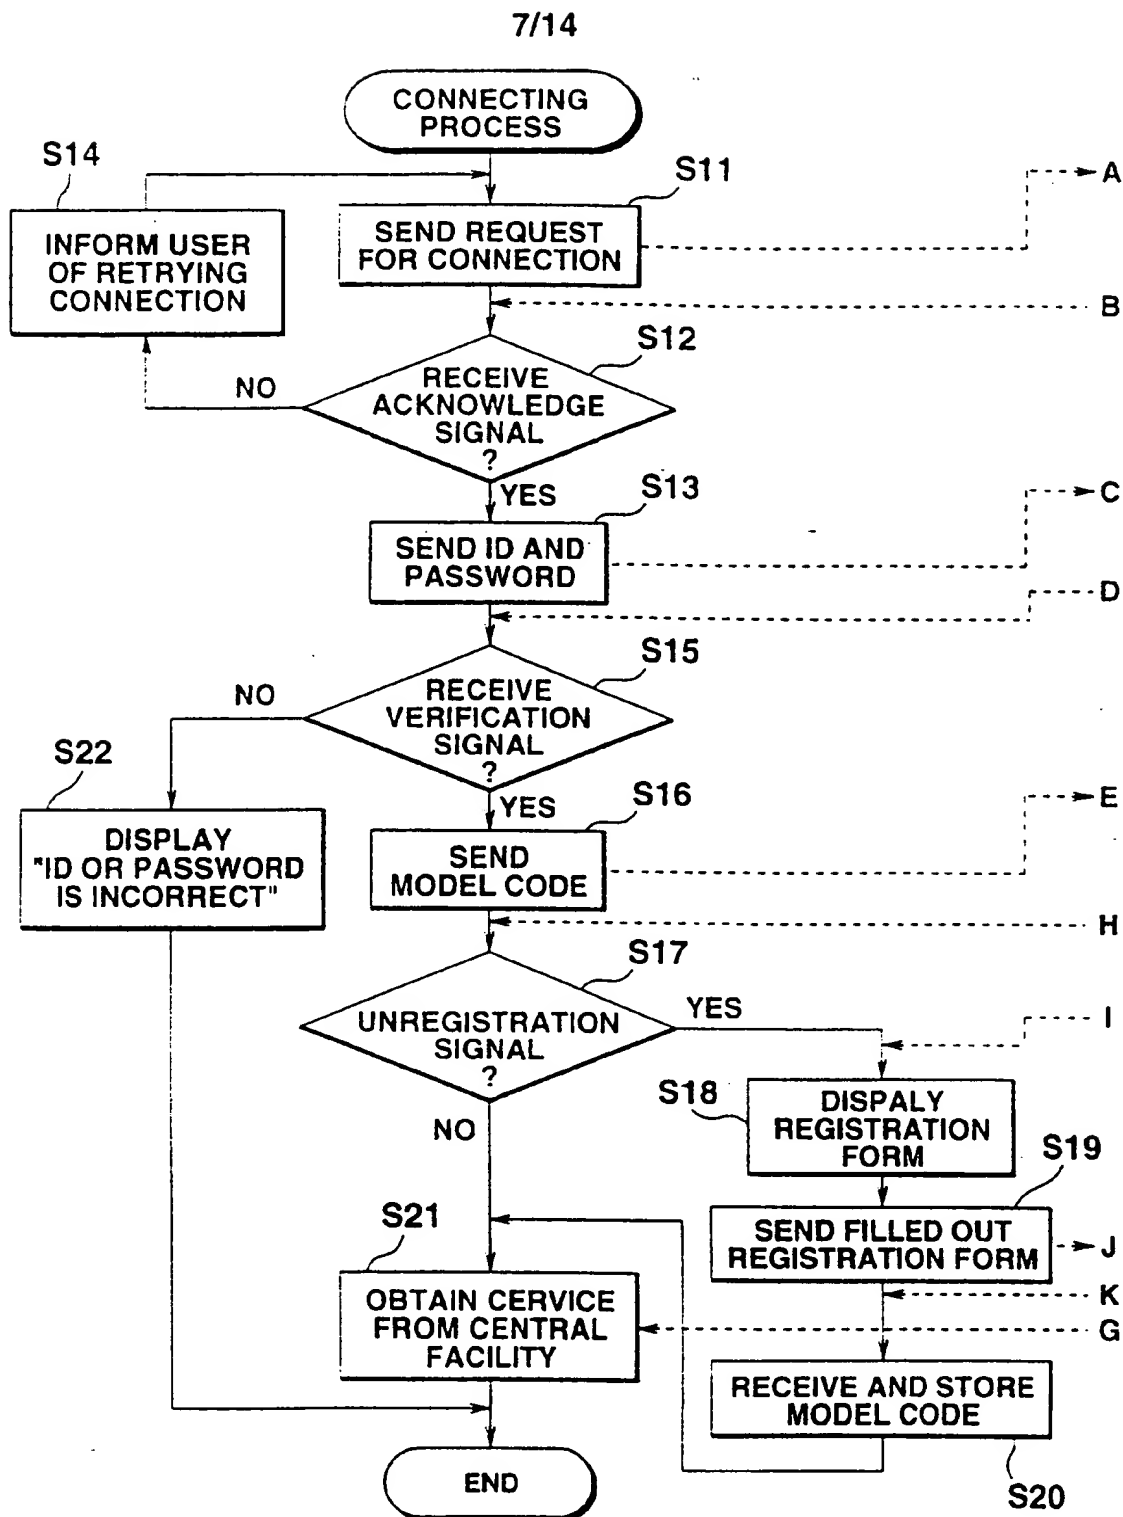 7/14
CONNECTING
PROCESS
S14
S11
A
INFORM USER
OF RETRYING
CONNECTION
SEND REQUEST
FOR CONNECTION
B
S12
NO
RECEIVE
ACKNOWLEDGE
SIGNAL
?
YES
S13
C
SEND ID AND
PASSWORD
D
S15
NO
RECEIVE
VERIFICATION
SIGNAL
?
S22
YES
S16
E
DISPLAY
"ID OR PASSWORD
IS INCORRECT"
SEND
MODEL CODE
H
S17
YES
I
UNREGISTRATION
SIGNAL
?
NO
S18
DISPALY
REGISTRATION
FORM
S19
S21
SEND FILLED OUT
REGISTRATION FORM
J
K
OBTAIN CERVICE
FROM CENTRAL
FACILITY
G
RECEIVE AND STORE
MODEL CODE
END
S20